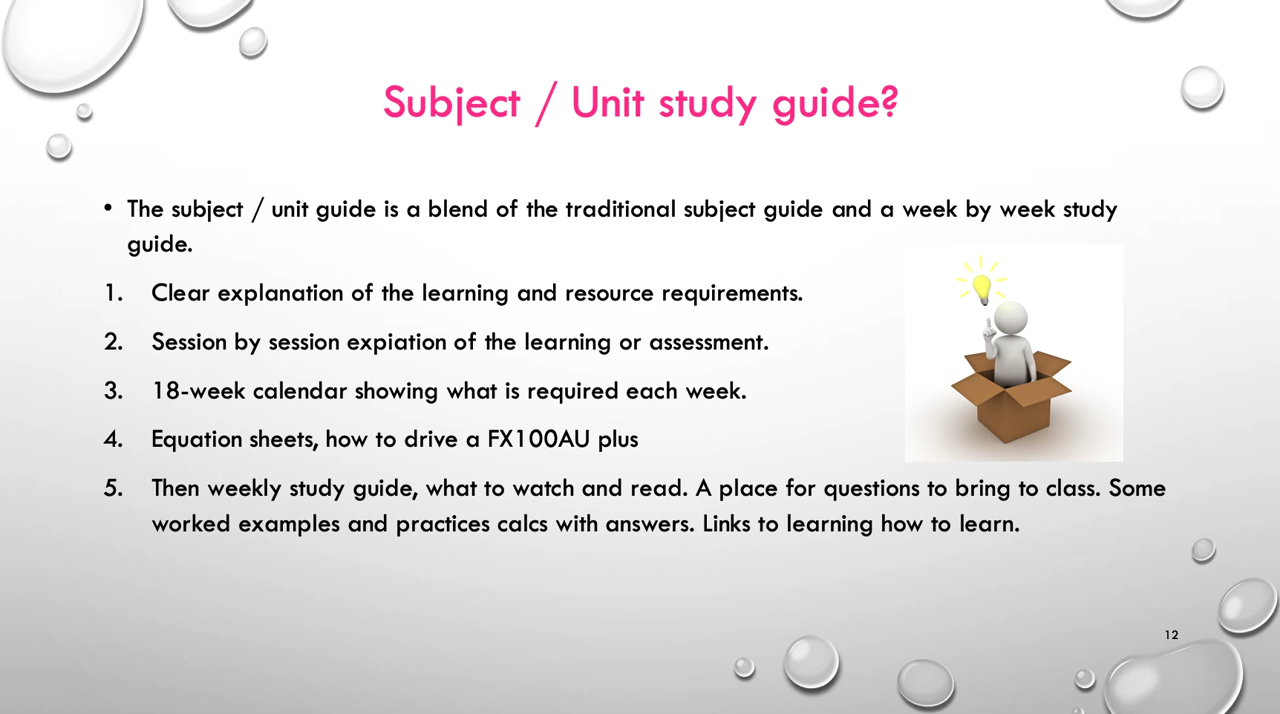 Subject / Unit study guide?
• The subject / unit guide is a blend of the traditional subject guide and a week by week study
guide.
1. Clear explanation of the learning and resource requirements.
2. Session by session expiation of the learning or assessment.
3. 18-week calendar showing what is required each week.
4. Equation sheets, how to drive a FX100AU plus
5. Then weekly study guide, what to watch and read. A place for questions to bring to class. Some
worked examples and practices calcs with answers. Links to learning how to learn.
12